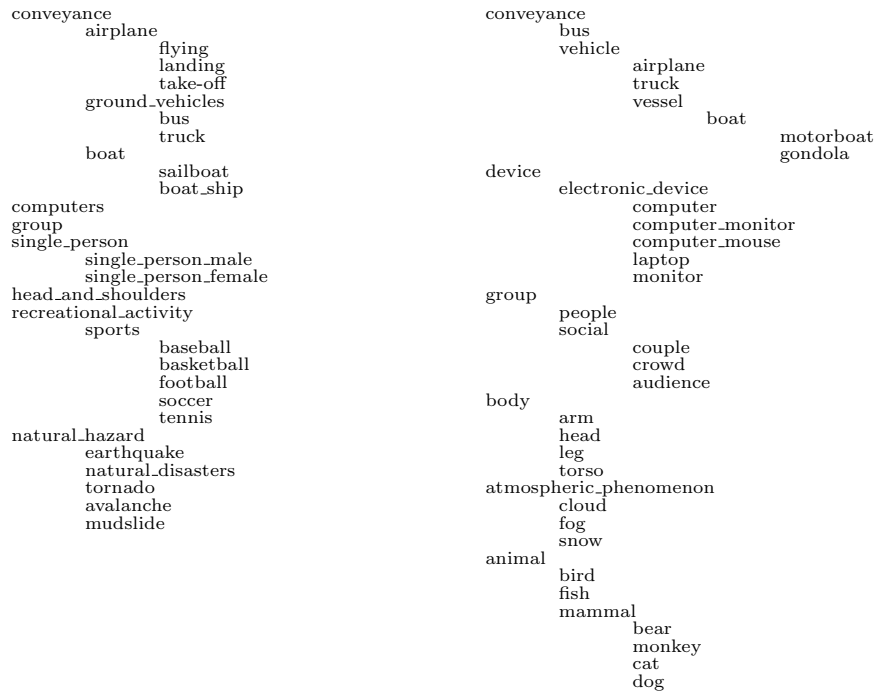 conveyance
airplane
flying
landing
take-off
ground_vehicles
bus
truck
boat
sailboat
boat_ship
computers
group
single_person
single_person_male
single_person_female
head_and_shoulders
recreational_activity
sports
baseball
basketball
football
soccer
tennis
natural_hazard
earthquake
natural_disasters
tornado
avalanche
mudslide
conveyance
bus
vehicle
airplane
truck
vessel
boat
motorboat
gondola
device
electronic_device
computer
computer_monitor
computer_mouse
laptop
monitor
group
people
social
couple
crowd
audience
body
arm
head
leg
torso
atmospheric_phenomenon
cloud
fog
snow
animal
bird
fish
mammal
bear
monkey
cat
dog